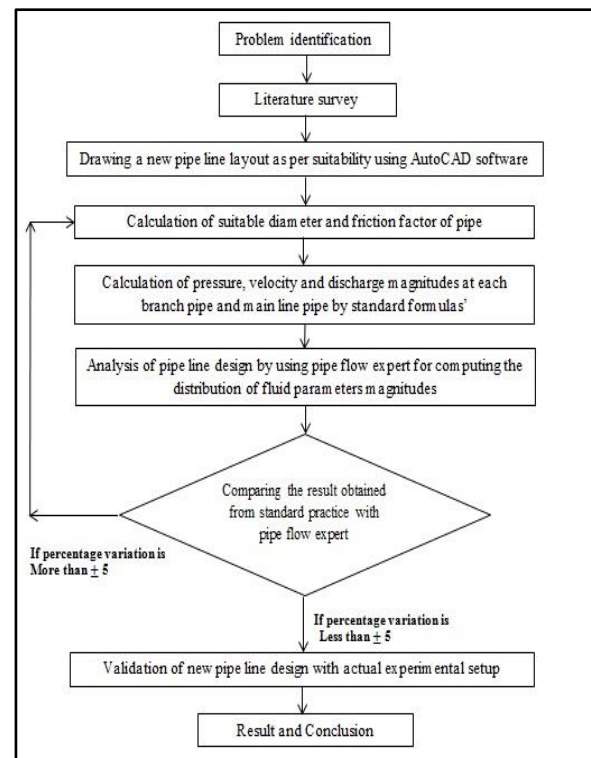 Problem identification
Literature survey
Drawing a new pipe line layout as per suitability using AutoCAD software
Calculation of suitable diameter and friction factor of pipe
Calculation of pressure, velocity and discharge magnitudes at each
branch pipe and main line pipe by standard formulas’
Analysis of pipe line design by using pipe flow expert for computing the
distribution of fluid parameters magnitudes
Comparing the result obtained
from standard practice with
pipe flow expert
If percentage variation is
More than ± 5
If percentage variation is
Less than ± 5
Validation of new pipe line design with actual experimental setup
Result and Conclusion